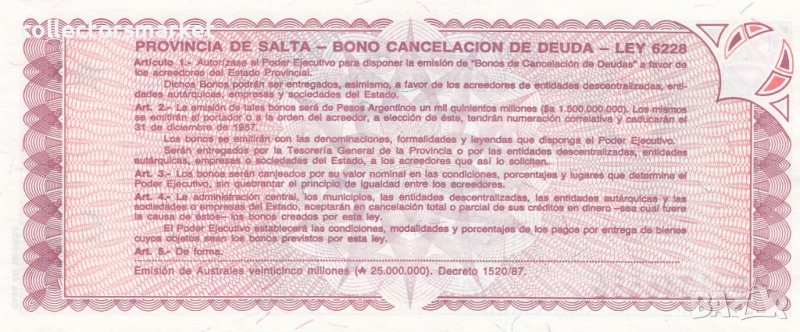 collectorsmarket
PROVINCIA DE SALTA – BONO CANCELACION DE DEUDA – LEY 6228
Artículo 1.- Autorízase al Poder Ejecutivo para disponer la emisión de "Bonos de Cancelación de Deudas" a favor de
los acreedores del Estado Provincial.
Dichos Bonos podrán ser entregados, asimismo, a favor de los acreedores de entidades descentralizadas, enti-
dades autárquicas, empresas y sociedades del Estado.
Art. 2.- La emisión de tales bonos será de Pesos Argentinos un mil quinientos millones ($a 1.500.000.000). Los mismos
se emitirán al portador o a la orden del acreedor, a elección de éste, tendrán numeración correlativa y caducarán el
31 de diciembre de 1987.
Los bonos se emitirán con las denominaciones, formalidades y leyendas que disponga el Poder Ejecutivo.
Serán entregados por la Tesorería General de la Provincia o por las entidades descentralizadas, entidades
autárquicas, empresas o sociedades del Estado, a los acreedores que así lo soliciten.
Art. 3.- Los bonos serán canjeados por su valor nominal en las condiciones, porcentajes y lugares que determine el
Poder Ejecutivo, sin quebrantar el principio de igualdad entre los acreedores.
Art. 4.- La administración central, los municipios, las entidades descentralizadas, las entidades autárquicas y las
sociedades o empresas del Estado, aceptarán en cancelación total o parcial de sus créditos en dinero –sea cuál fuere
la causa de éstos– los bonos creados por esta ley.
El Poder Ejecutivo establecerá las condiciones, modalidades y porcentajes de los pagos por entrega de bienes
cuyos objetos sean los bonos previstos por esta ley.
Art. 5.- De forma.
Emisión de Australes veinticinco millones (₳ 25.000.000). Decreto 1520/87.
BAZAR